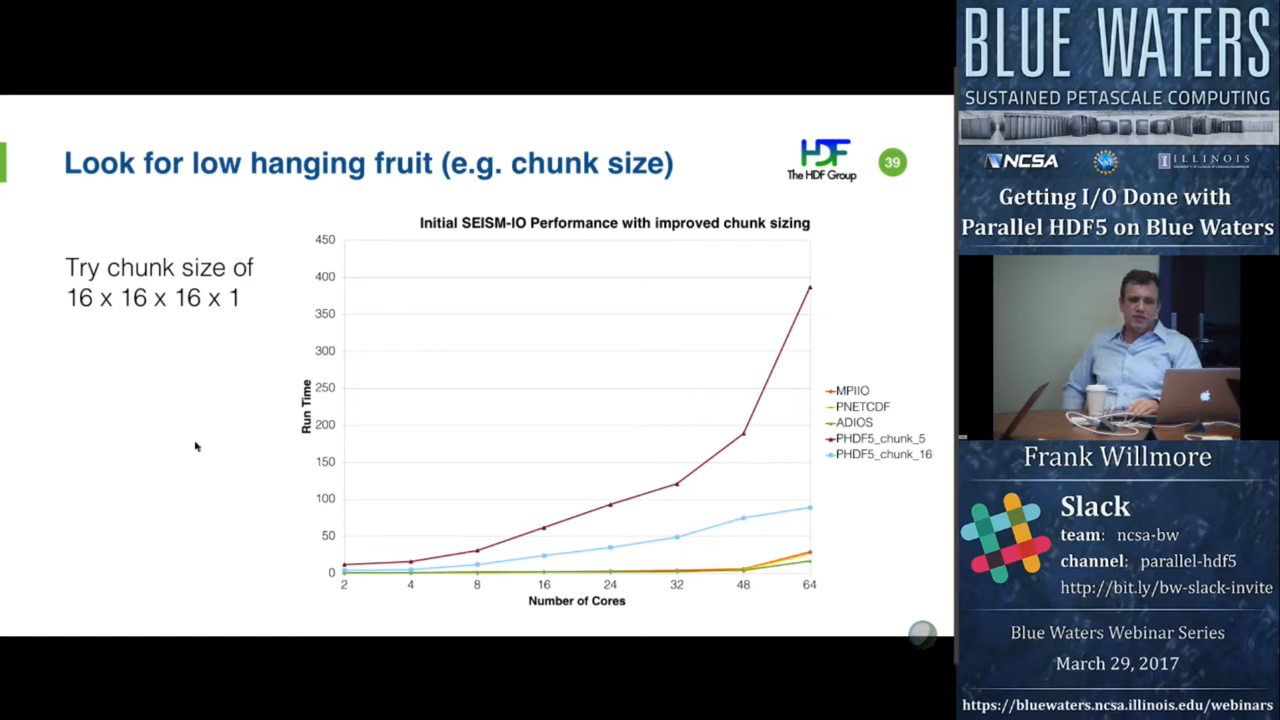 Look for low hanging fruit (e.g. chunk size)
HDF
The HDF Group
39
Try chunk size of
16 x 16 x 16 x 1
Initial SEISM-IO Performance with improved chunk sizing
450
400
350
300
250
200
150
100
50
0
Run Time
2 4 8 16 24 32 48 64
Number of Cores
MPIIO
PNETCDF
ADIOS
PHDF5_chunk_5
PHDF5_chunk_16
BLUE WATERS
SUSTAINED PETASCALE COMPUTING
NCSA
ILLINOIS
Getting I/O Done with
Parallel HDF5 on Blue Waters
Frank Willmore
Slack
team: ncsa-bw
channel: parallel-hdf5
http://bit.ly/bw-slack-invite
Blue Waters Webinar Series
March 29, 2017
https://bluewaters.ncsa.illinois.edu/webinars